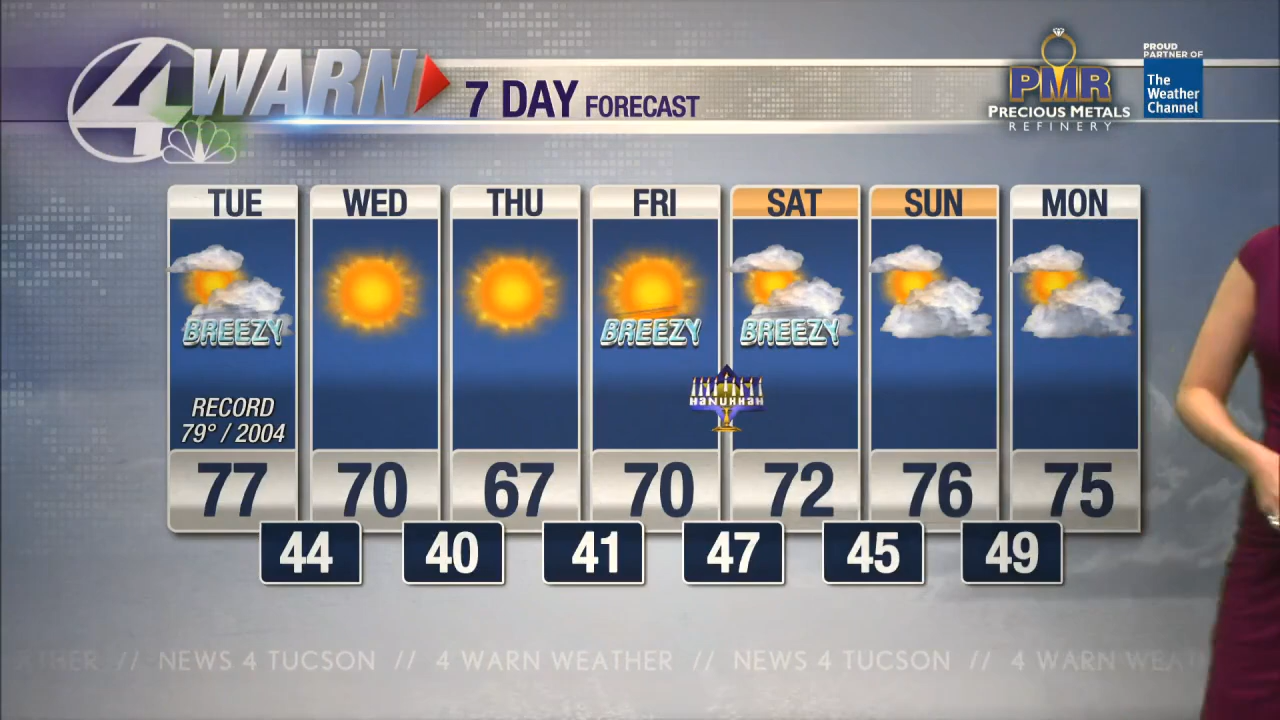 4WARN
7 DAY FORECAST
PMR
PRECIOUS METALS
REFINERY
PROUD
PARTNER OF
The
Weather
Channel
TUE
WED
THU
FRI
SAT
SUN
MON
BREEZY
BREEZY
BREEZY
HANUKKAH
RECORD
79° / 2004
77
70
67
70
72
76
75
44
40
41
47
45
49
THER // NEWS 4 TUCSON // 4 WARN WEATHER // NEWS 4 TUCSON // 4 WARN WEAT